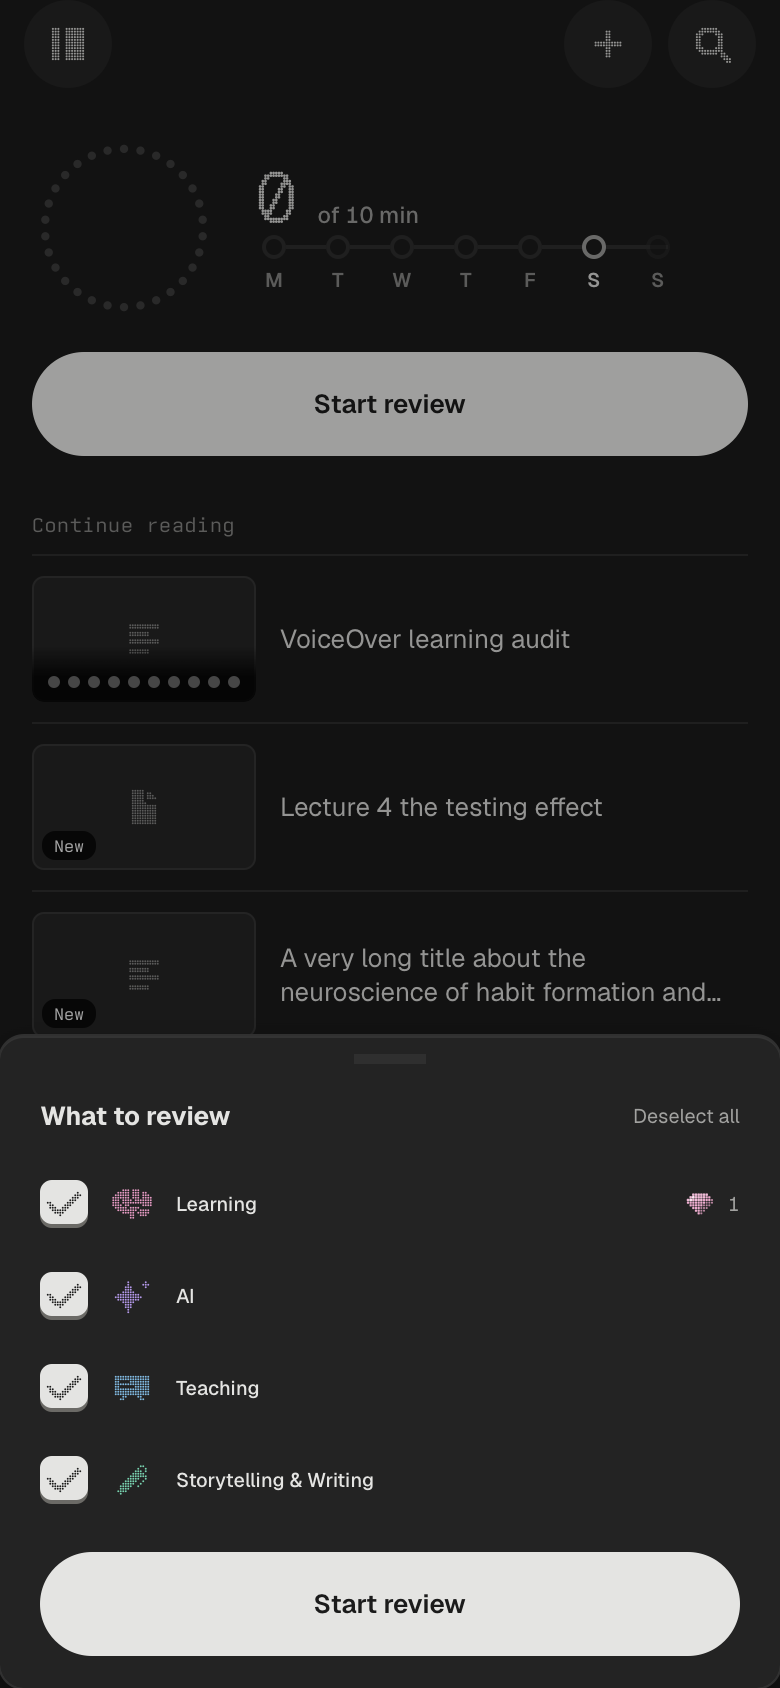 0 of 10 min
M T W T F S S
Start review
Continue reading
VoiceOver learning audit
Lecture 4 the testing effect
New
A very long title about the
neuroscience of habit formation and…
New
What to review
Deselect all
Learning
1
AI
Teaching
Storytelling & Writing
Start review